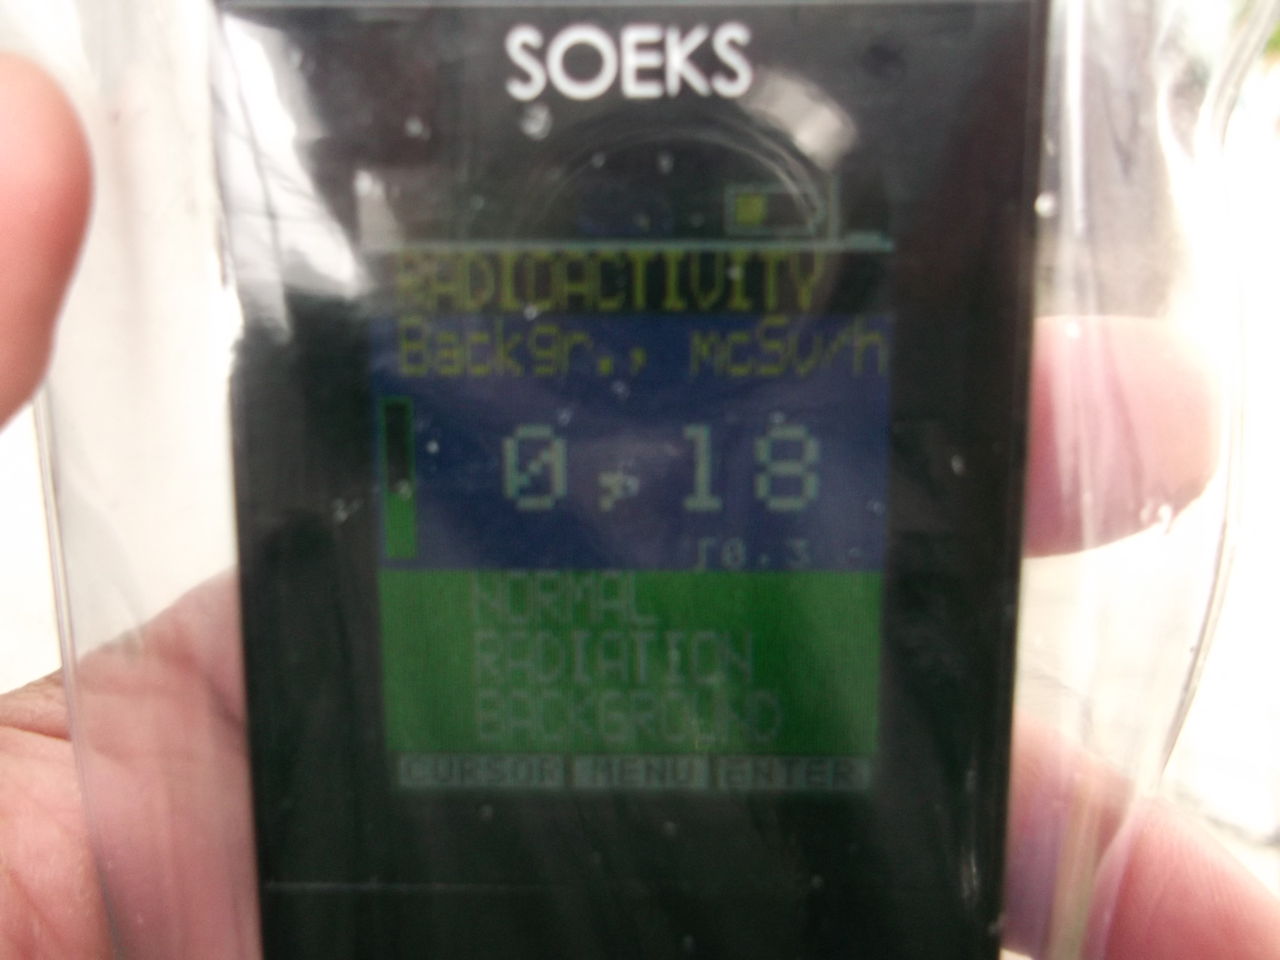 SOEKS
RADIOACTIVITY
Backgr., mcSv/h
0,18
NORMAL
RADIATION
BACKGROUND
CURSOR MENU ENTER